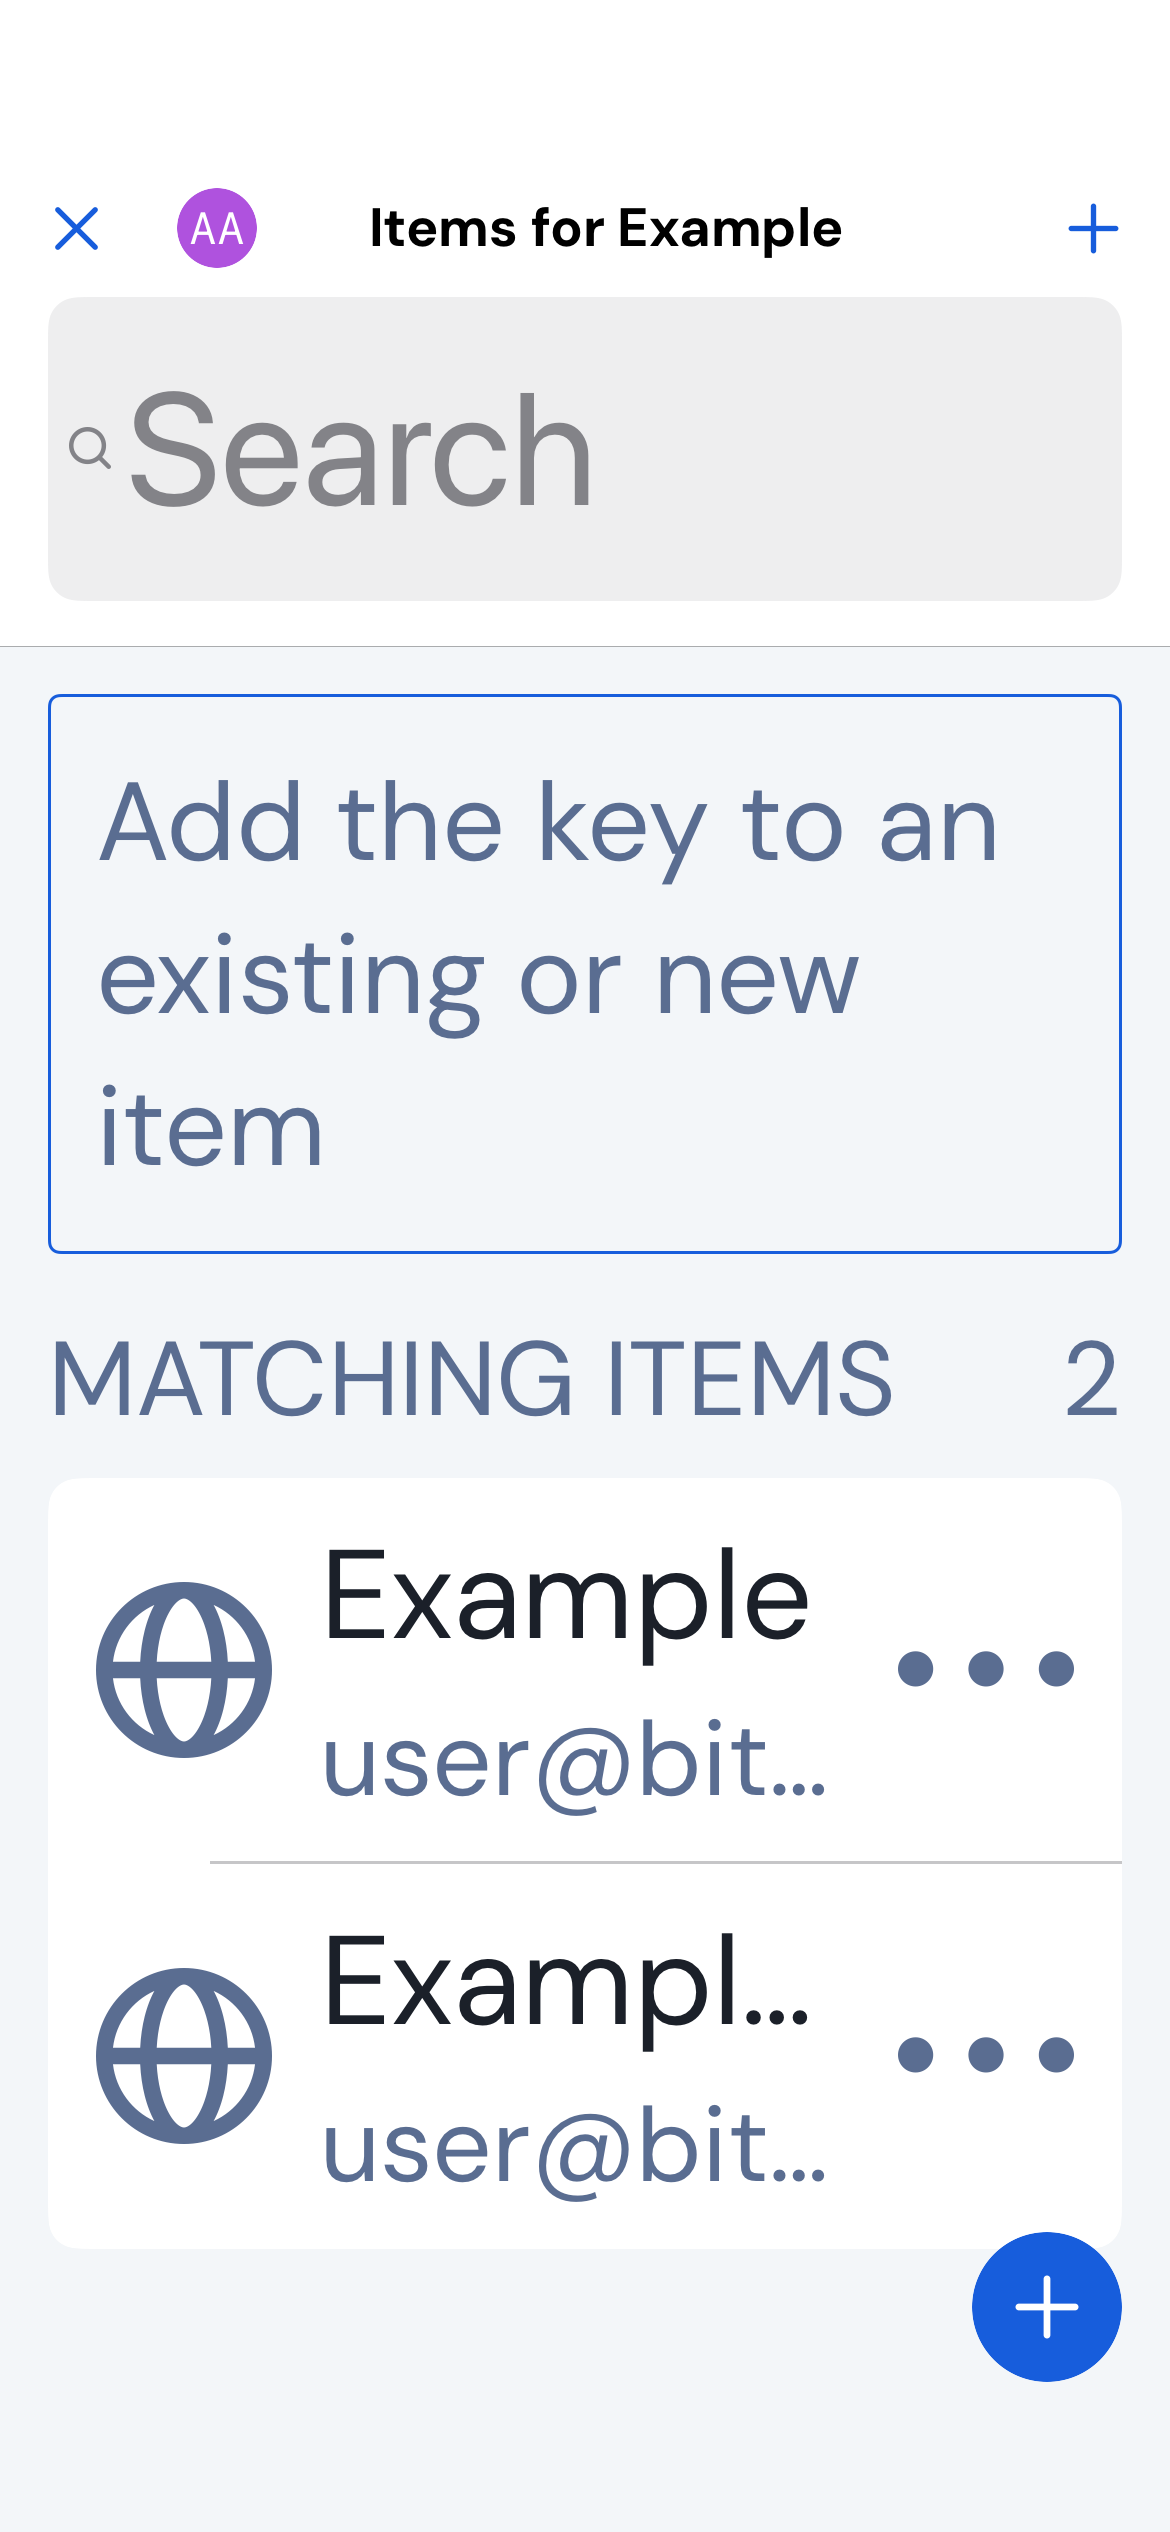 AA
Items for Example
Search
Add the key to an
existing or new
item
MATCHING ITEMS 2
Example
user@bit...
Exampl...
user@bit...